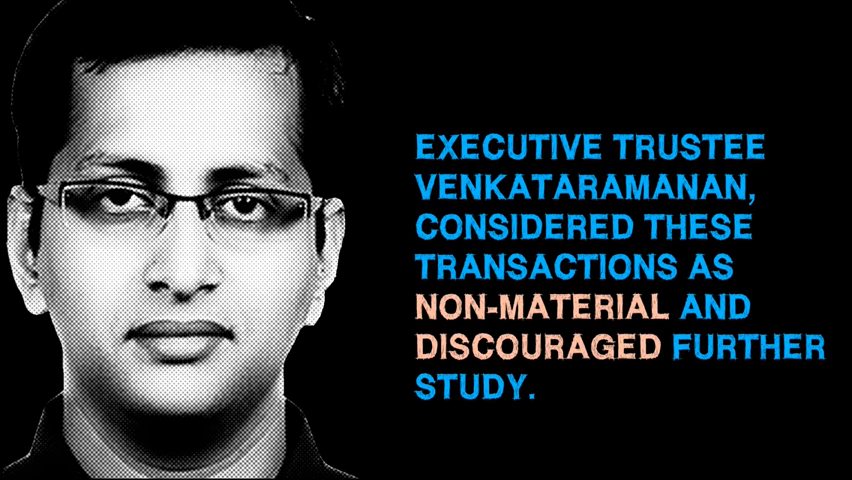 EXECUTIVE TRUSTEE
VENKATARAMANAN,
CONSIDERED THESE
TRANSACTIONS AS
NON-MATERIAL AND
DISCOURAGED FURTHER
STUDY.